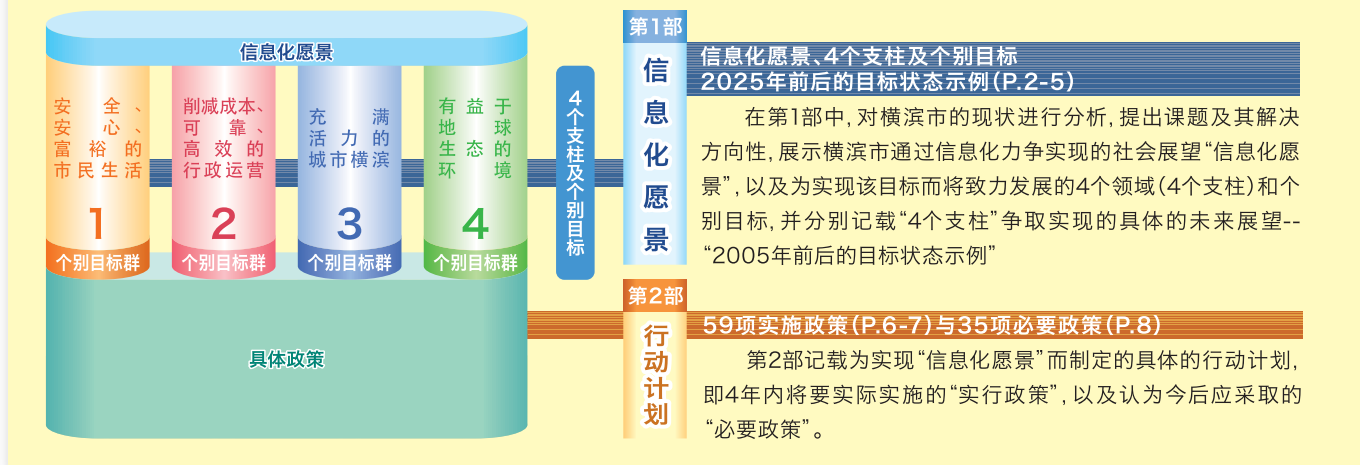 信息化愿景
安全、
安心、
富裕的
市民生活
1
个别目标群
削减成本、
可靠、
高效的
行政运营
2
个别目标群
充满
活力的
城市横滨
3
个别目标群
有益于
地球
生态的
环境
4
个别目标群
具体政策
4个支柱及个别目标
第1部
信息化愿景
信息化愿景、4个支柱及个别目标
2025年前后的目标状态示例(P.2-5)
在第1部中,对横滨市的现状进行分析,提出课题及其解决
方向性,展示横滨市通过信息化力争实现的社会展望“信息化愿
景”,以及为实现该目标而将致力发展的4个领域(4个支柱)和个
别目标,并分别记载“4个支柱”争取实现的具体的未来展望--
“2005年前后的目标状态示例”
第2部
行动计划
59项实施政策(P.6-7)与35项必要政策(P.8)
第2部记载为实现“信息化愿景”而制定的具体的行动计划,
即4年内将要实际实施的“实行政策”,以及认为今后应采取的
“必要政策”。